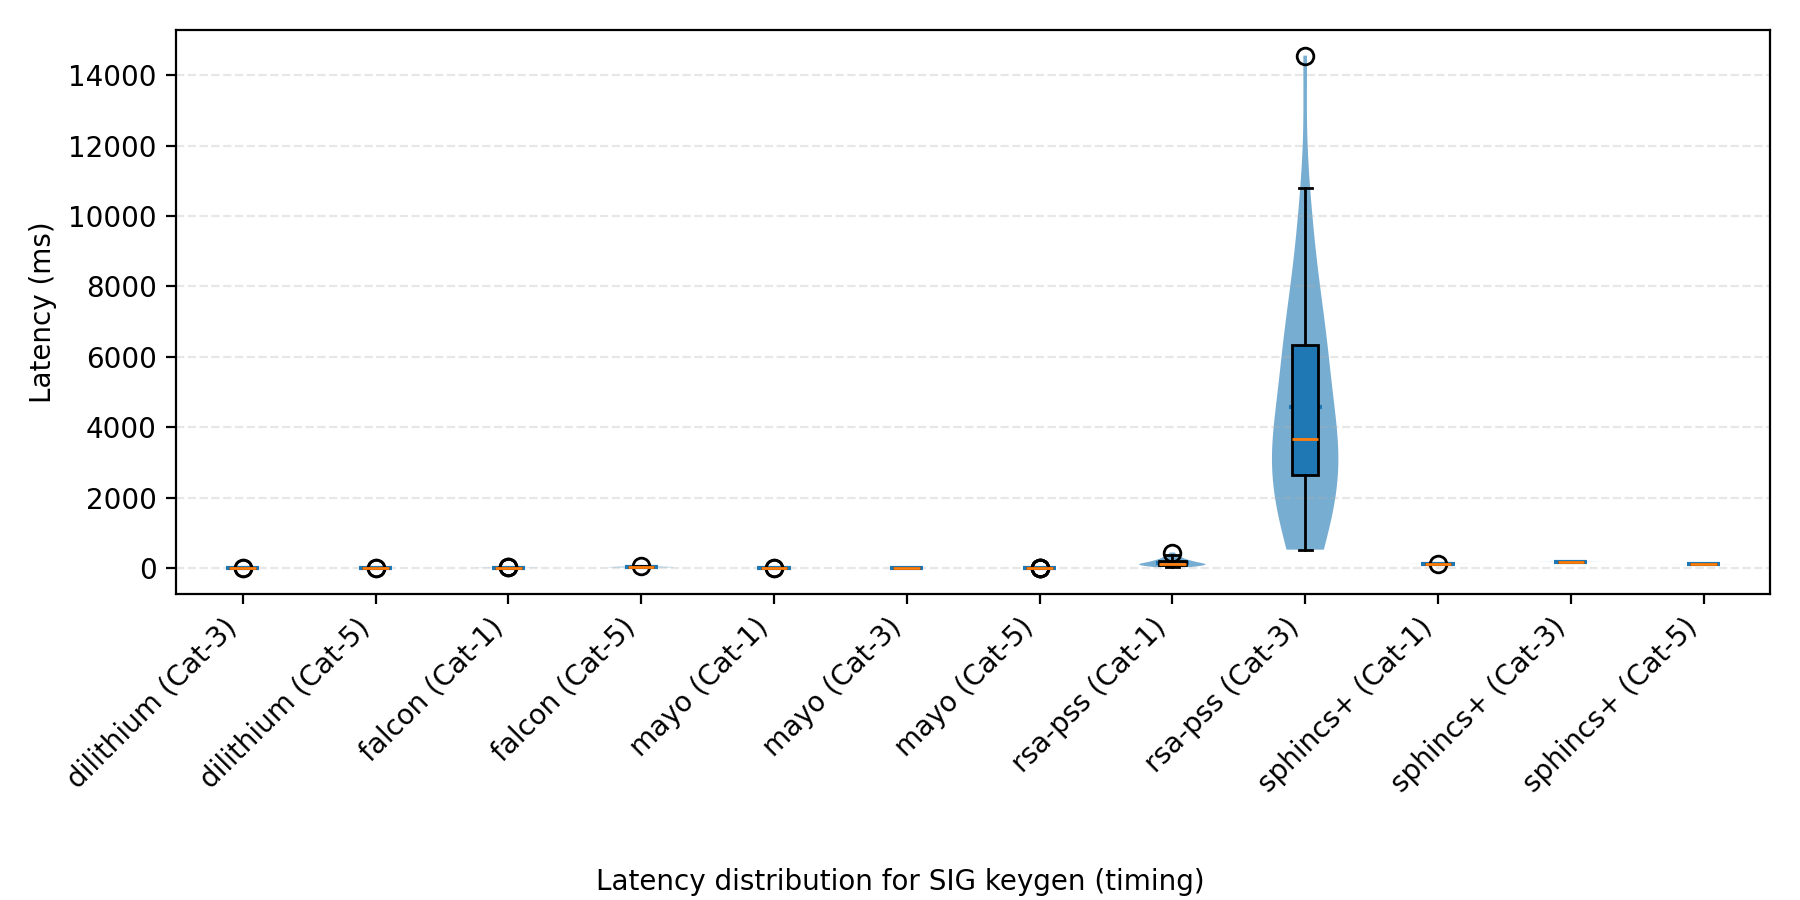 Latency (ms)
14000
12000
10000
8000
6000
4000
2000
0
dilithium (Cat-3)
dilithium (Cat-5)
falcon (Cat-1)
falcon (Cat-5)
mayo (Cat-1)
mayo (Cat-3)
mayo (Cat-5)
rsa-pss (Cat-1)
rsa-pss (Cat-3)
sphincs+ (Cat-1)
sphincs+ (Cat-3)
sphincs+ (Cat-5)
Latency distribution for SIG keygen (timing)